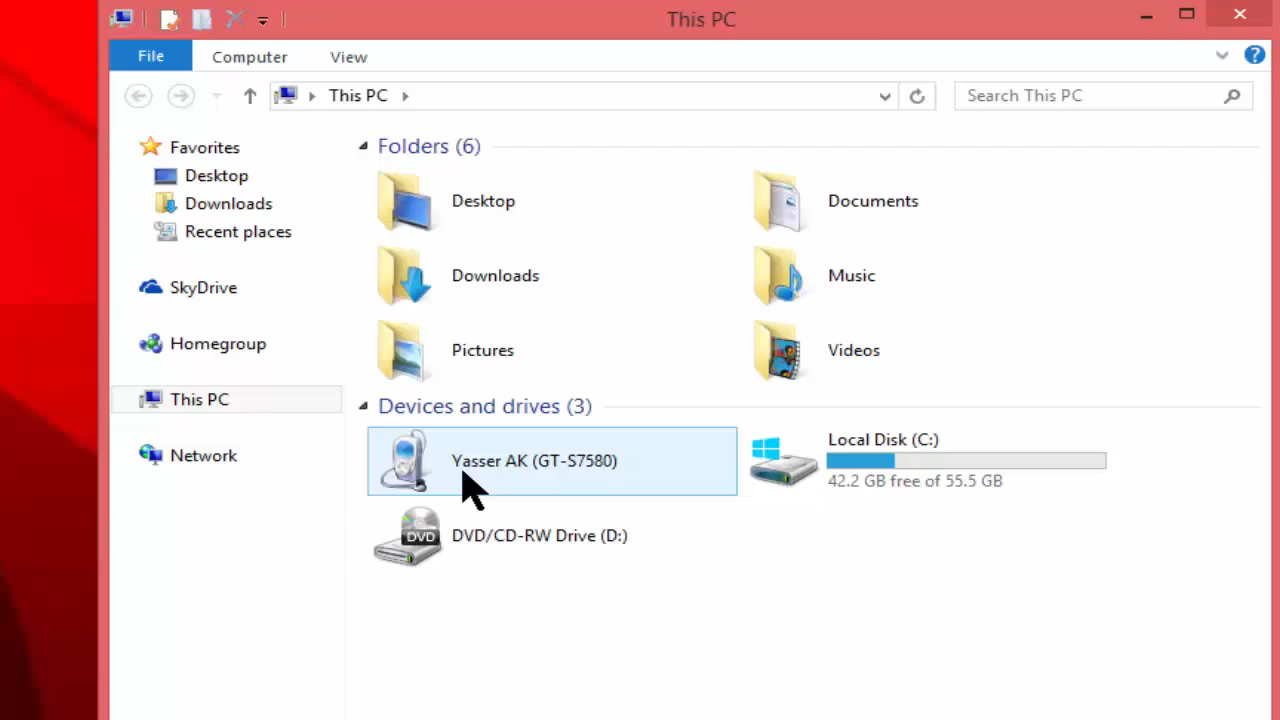 This PC
File Computer View
This PC
Search This PC
Favorites
Desktop
Downloads
Recent places
SkyDrive
Homegroup
This PC
Network
Folders (6)
Desktop
Documents
Downloads
Music
Pictures
Videos
Devices and drives (3)
Yasser AK (GT-S7580)
Local Disk (C:)
42.2 GB free of 55.5 GB
DVD
DVD/CD-RW Drive (D:)